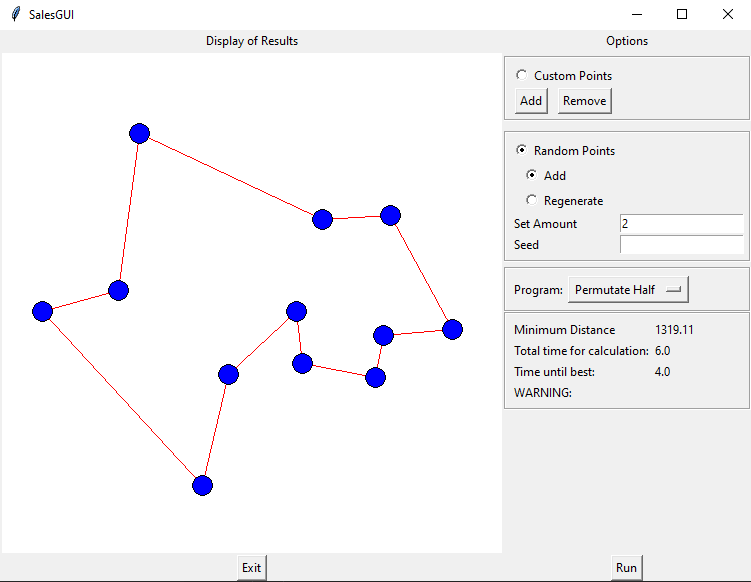 SalesGUI
Display of Results
Options
Custom Points
Add Remove
Random Points
Add
Regenerate
Set Amount 2
Seed
Program: Permutate Half
Minimum Distance 1319.11
Total time for calculation: 6.0
Time until best: 4.0
WARNING:
Exit
Run